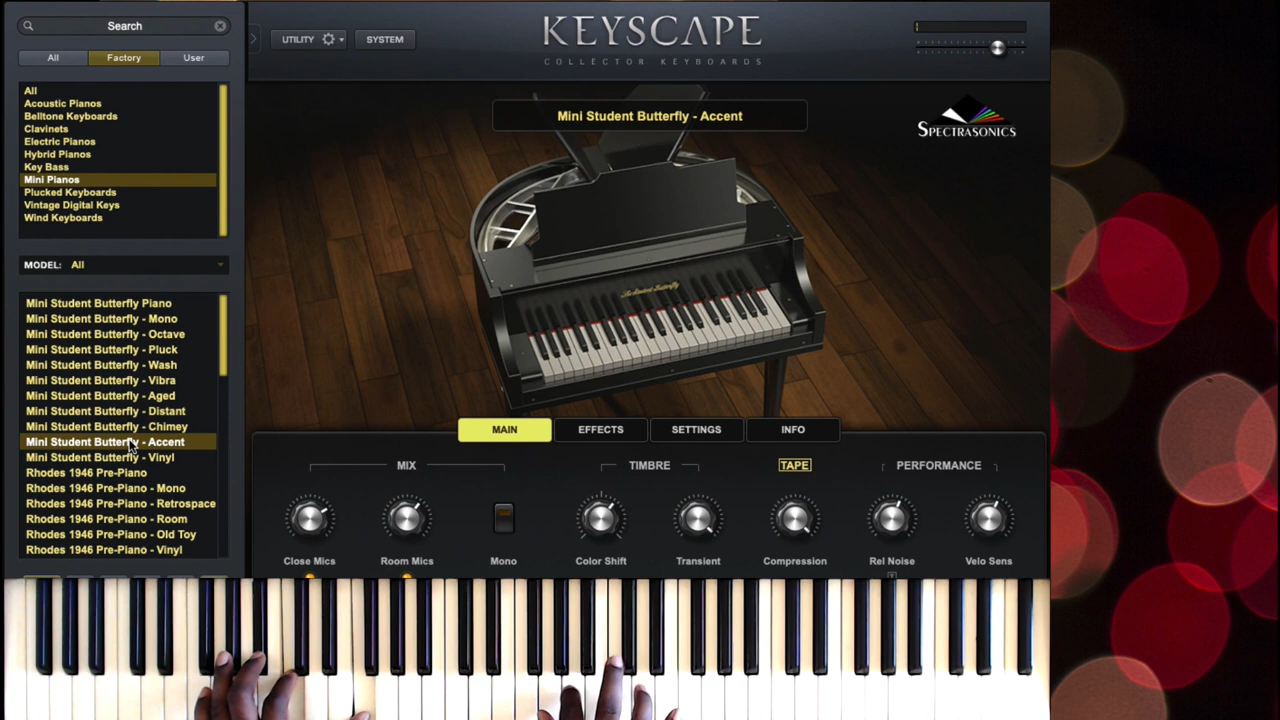 Search
All
Factory
User
All
Acoustic Pianos
Belltone Keyboards
Clavinets
Electric Pianos
Hybrid Pianos
Key Bass
Mini Pianos
Plucked Keyboards
Vintage Digital Keys
Wind Keyboards
MODEL: All
Mini Student Butterfly Piano
Mini Student Butterfly - Mono
Mini Student Butterfly - Octave
Mini Student Butterfly - Pluck
Mini Student Butterfly - Wash
Mini Student Butterfly - Vibra
Mini Student Butterfly - Aged
Mini Student Butterfly - Distant
Mini Student Butterfly - Chimey
Mini Student Butterfly - Accent
Mini Student Butterfly - Vinyl
Rhodes 1946 Pre-Piano
Rhodes 1946 Pre-Piano - Mono
Rhodes 1946 Pre-Piano - Retrospace
Rhodes 1946 Pre-Piano - Room
Rhodes 1946 Pre-Piano - Old Toy
Rhodes 1946 Pre-Piano - Vinyl
UTILITY
SYSTEM
KEYSCAPE
COLLECTOR KEYBOARDS
Mini Student Butterfly - Accent
SPECTRASONICS
The Student Butterfly
MAIN
EFFECTS
SETTINGS
INFO
MIX
TIMBRE
TAPE
PERFORMANCE
Close Mics
Room Mics
Mono
Color Shift
Transient
Compression
Rel Noise
Velo Sens